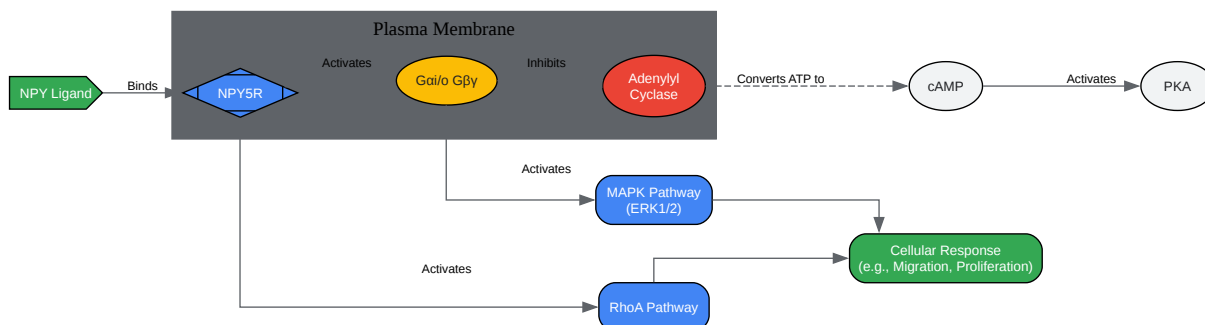 Plasma Membrane
NPY Ligand
Binds
NPY5R
Activates
Gαi/o Gβγ
Inhibits
Adenylyl
Cyclase
Converts ATP to
cAMP
Activates
PKA
Activates
MAPK Pathway
(ERK1/2)
Cellular Response
(e.g., Migration, Proliferation)
Activates
RhoA Pathway